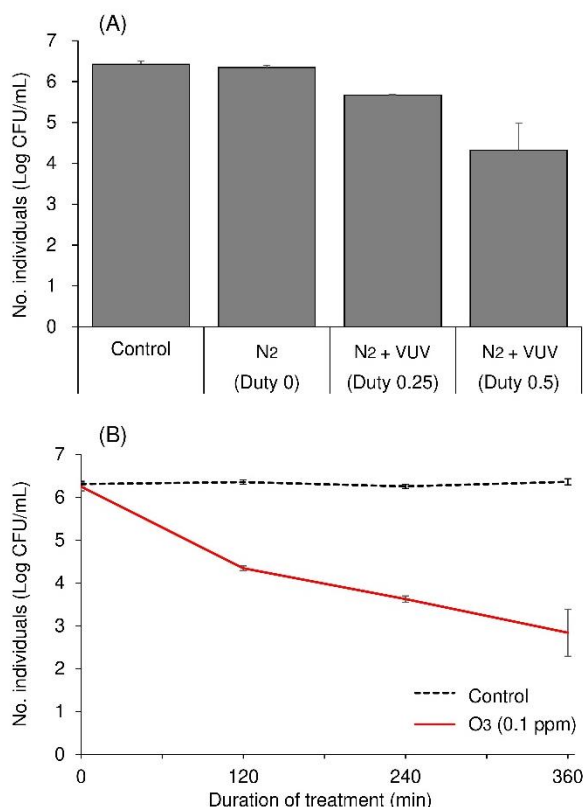 (A)
No. individuals (Log CFU/mL)
7
6
5
4
3
2
1
0
Control
N2
(Duty 0)
N2 + VUV
(Duty 0.25)
N2 + VUV
(Duty 0.5)
(B)
No. individuals (Log CFU/mL)
7
6
5
4
3
2
1
0
Control
O3 (0.1 ppm)
0 120 240 360
Duration of treatment (min)